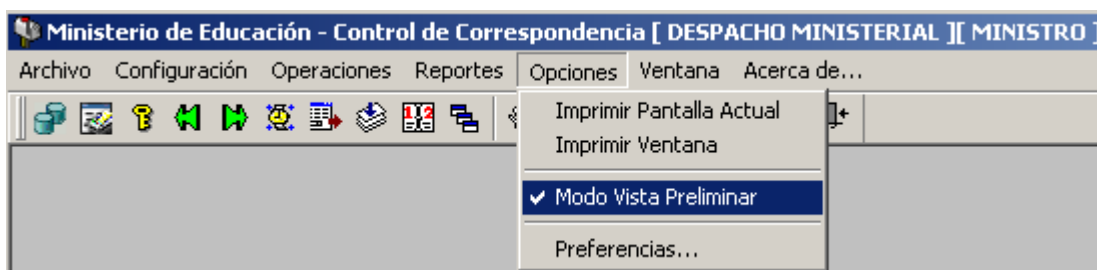 Ministerio de Educación - Control de Correspondencia [ DESPACHO MINISTERIAL ][ MINISTRO ]
Archivo Configuración Operaciones Reportes Opciones Ventana Acerca de...
Imprimir Pantalla Actual
Imprimir Ventana
Modo Vista Preliminar
Preferencias...